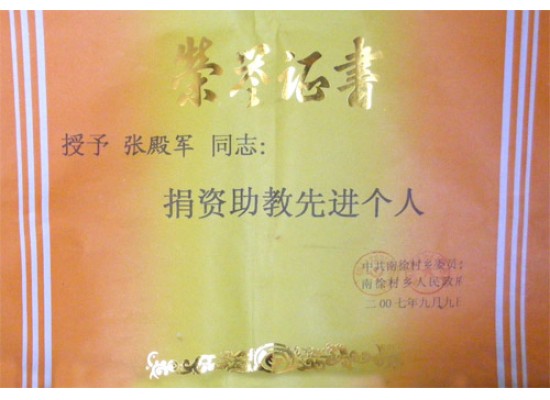 荣誉证书
授予 张殿军 同志:
捐资助教先进个人
中共南徐村乡委员
南徐村乡人民政府
二00七年九月九日